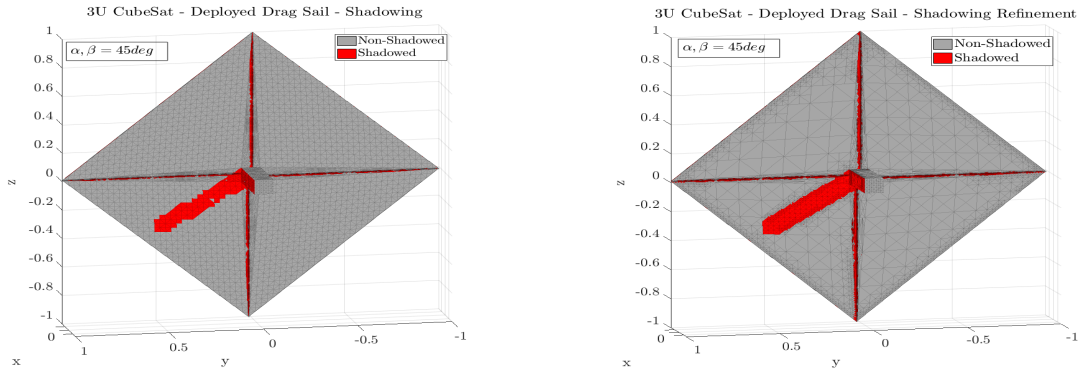 3U CubeSat - Deployed Drag Sail - Shadowing
α, β = 45deg
Non-Shadowed
Shadowed
1
0.8
0.6
0.4
0.2
0
-0.2
-0.4
-0.6
-0.8
-1
z
0
1
x
0.5
0
-0.5
-1
y
3U CubeSat - Deployed Drag Sail - Shadowing Refinement
α, β = 45deg
Non-Shadowed
Shadowed
1
0.8
0.6
0.4
0.2
0
-0.2
-0.4
-0.6
-0.8
-1
z
0
1
x
0.5
0
-0.5
-1
y